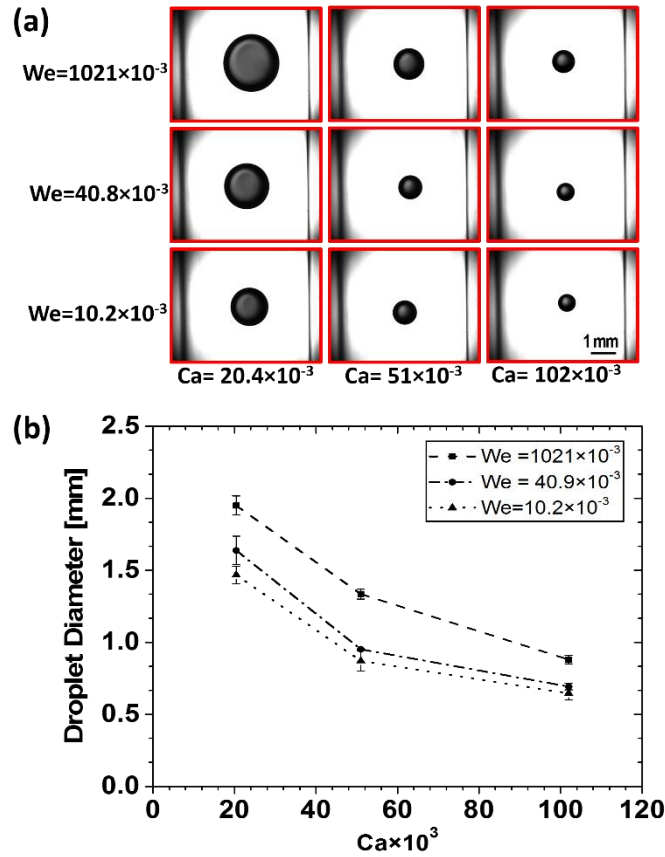 (a)
We=1021×10⁻³
We=40.8×10⁻³
We=10.2×10⁻³
1mm
Ca= 20.4×10⁻³ Ca= 51×10⁻³ Ca= 102×10⁻³
(b)
Droplet Diameter [mm]
2.5
2.0
1.5
1.0
0.5
0.0
We =1021×10⁻³
We = 40.9×10⁻³
We=10.2×10⁻³
0 20 40 60 80 100 120
Ca×10³